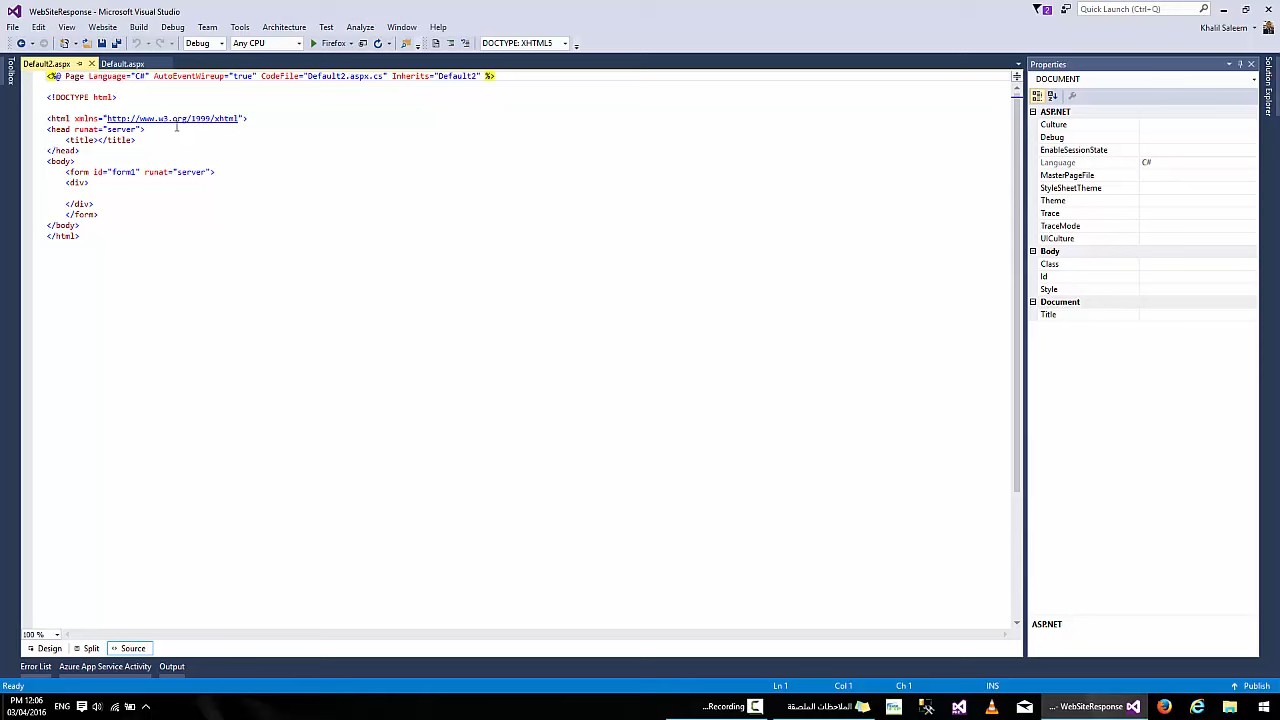 WebSiteResponse - Microsoft Visual Studio
2
Quick Launch (Ctrl+Q)
File Edit View Website Build Debug Team Tools Architecture Test Analyze Window Help
Khalil Saleem
Debug Any CPU Firefox DOCTYPE: XHTML5
Toolbox
Default2.aspx Default.aspx
<%@ Page Language="C#" AutoEventWireup="true" CodeFile="Default2.aspx.cs" Inherits="Default2" %>
<!DOCTYPE html>
<html xmlns="http://www.w3.org/1999/xhtml">
<head runat="server">
<title></title>
</head>
<body>
<form id="form1" runat="server">
<div>
</div>
</form>
</body>
</html>
100 %
Design Split Source
Properties
DOCUMENT
ASP.NET
Culture
Debug
EnableSessionState
Language C#
MasterPageFile
StyleSheetTheme
Theme
Trace
TraceMode
UICulture
Body
Class
Id
Style
Document
Title
ASP.NET
Solution Explorer
Error List Azure App Service Activity Output
Ready Ln 1 Col 1 Ch 1 INS Publish
PM 12:06
03/04/2016
ENG
...Recording
الملاحظات الملصقة
...- WebSiteResponse